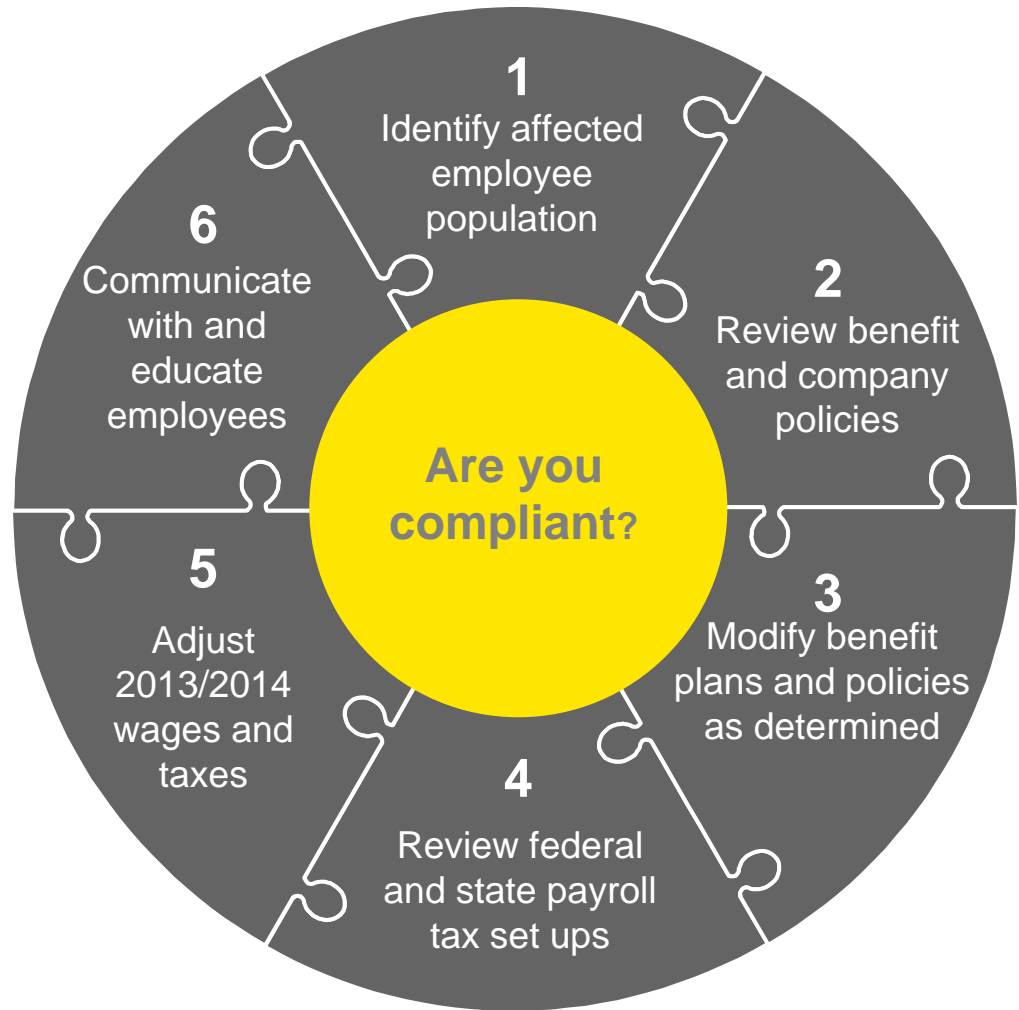 1
Identify affected
employee
population
2
Review benefit
and company
policies
3
Modify benefit
plans and policies
as determined
4
Review federal
and state payroll
tax set ups
5
Adjust
2013/2014
wages and
taxes
6
Communicate
with and
educate
employees
Are you
compliant?